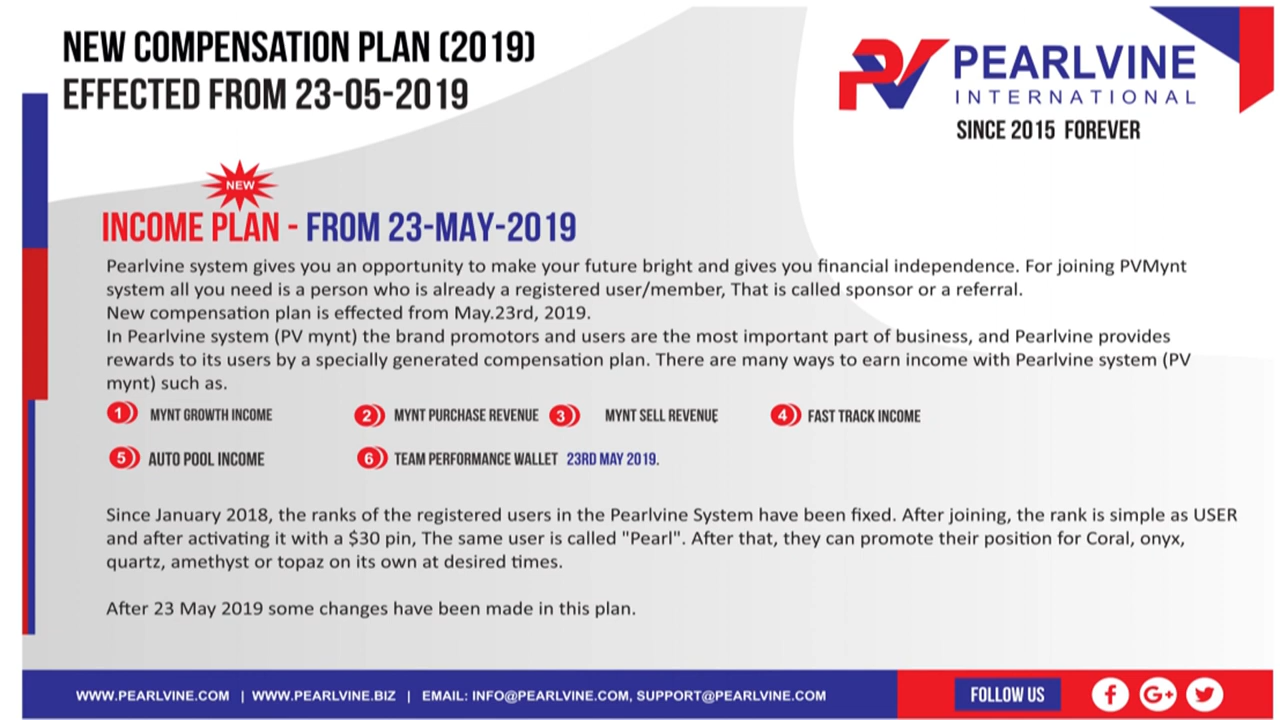 NEW COMPENSATION PLAN (2019)
EFFECTED FROM 23-05-2019
PV PEARLVINE
INTERNATIONAL
SINCE 2015 FOREVER
NEW
INCOME PLAN - FROM 23-MAY-2019
Pearlvine system gives you an opportunity to make your future bright and gives you financial independence. For joining PVMynt
system all you need is a person who is already a registered user/member, That is called sponsor or a referral.
New compensation plan is effected from May.23rd, 2019.
In Pearlvine system (PV mynt) the brand promotors and users are the most important part of business, and Pearlvine provides
rewards to its users by a specially generated compensation plan. There are many ways to earn income with Pearlvine system (PV
mynt) such as.
1 MYNT GROWTH INCOME 2 MYNT PURCHASE REVENUE 3 MYNT SELL REVENUE 4 FAST TRACK INCOME
5 AUTO POOL INCOME 6 TEAM PERFORMANCE WALLET 23RD MAY 2019.
Since January 2018, the ranks of the registered users in the Pearlvine System have been fixed. After joining, the rank is simple as USER
and after activating it with a $30 pin, The same user is called "Pearl". After that, they can promote their position for Coral, onyx,
quartz, amethyst or topaz on its own at desired times.
After 23 May 2019 some changes have been made in this plan.
WWW.PEARLVINE.COM | WWW.PEARLVINE.BIZ | EMAIL: INFO@PEARLVINE.COM, SUPPORT@PEARLVINE.COM FOLLOW US f G+